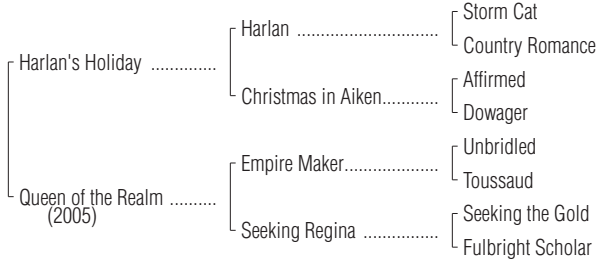 Storm Cat
Harlan ....................................
Country Romance
Harlan's Holiday ...............
Affirmed
Christmas in Aiken..............
Dowager
Unbridled
Empire Maker.......................
Toussaud
Queen of the Realm ..........
(2005)
Seeking the Gold
Seeking Regina ..................
Fulbright Scholar